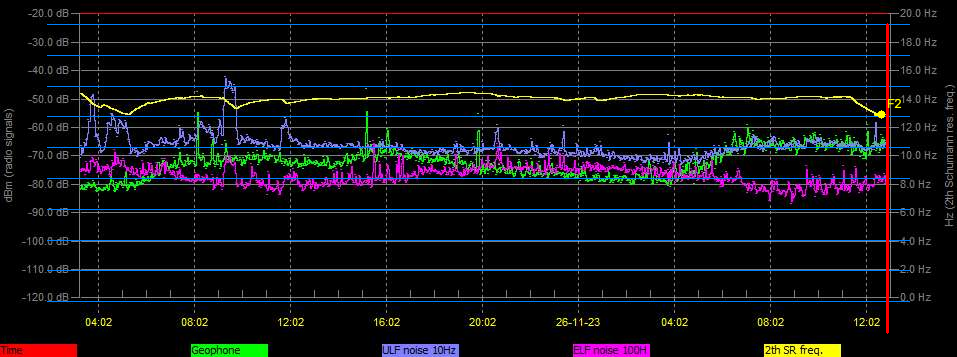 -20.0 dB 20.0 Hz
-30.0 dB 18.0 Hz
-40.0 dB 16.0 Hz
-50.0 dB 14.0 Hz
F2
-60.0 dB 12.0 Hz
-70.0 dB 10.0 Hz
-80.0 dB 8.0 Hz
-90.0 dB 6.0 Hz
-100.0 dB 4.0 Hz
-110.0 dB 2.0 Hz
-120.0 dB 0.0 Hz
dBm (radio signals)
Hz (2th Schumann res. freq.)
04:02 08:02 12:02 16:02 20:02 26-11-23 04:02 08:02 12:02
Time Geophone ULF noise 10Hz ELF noise 100H 2th SR freq.